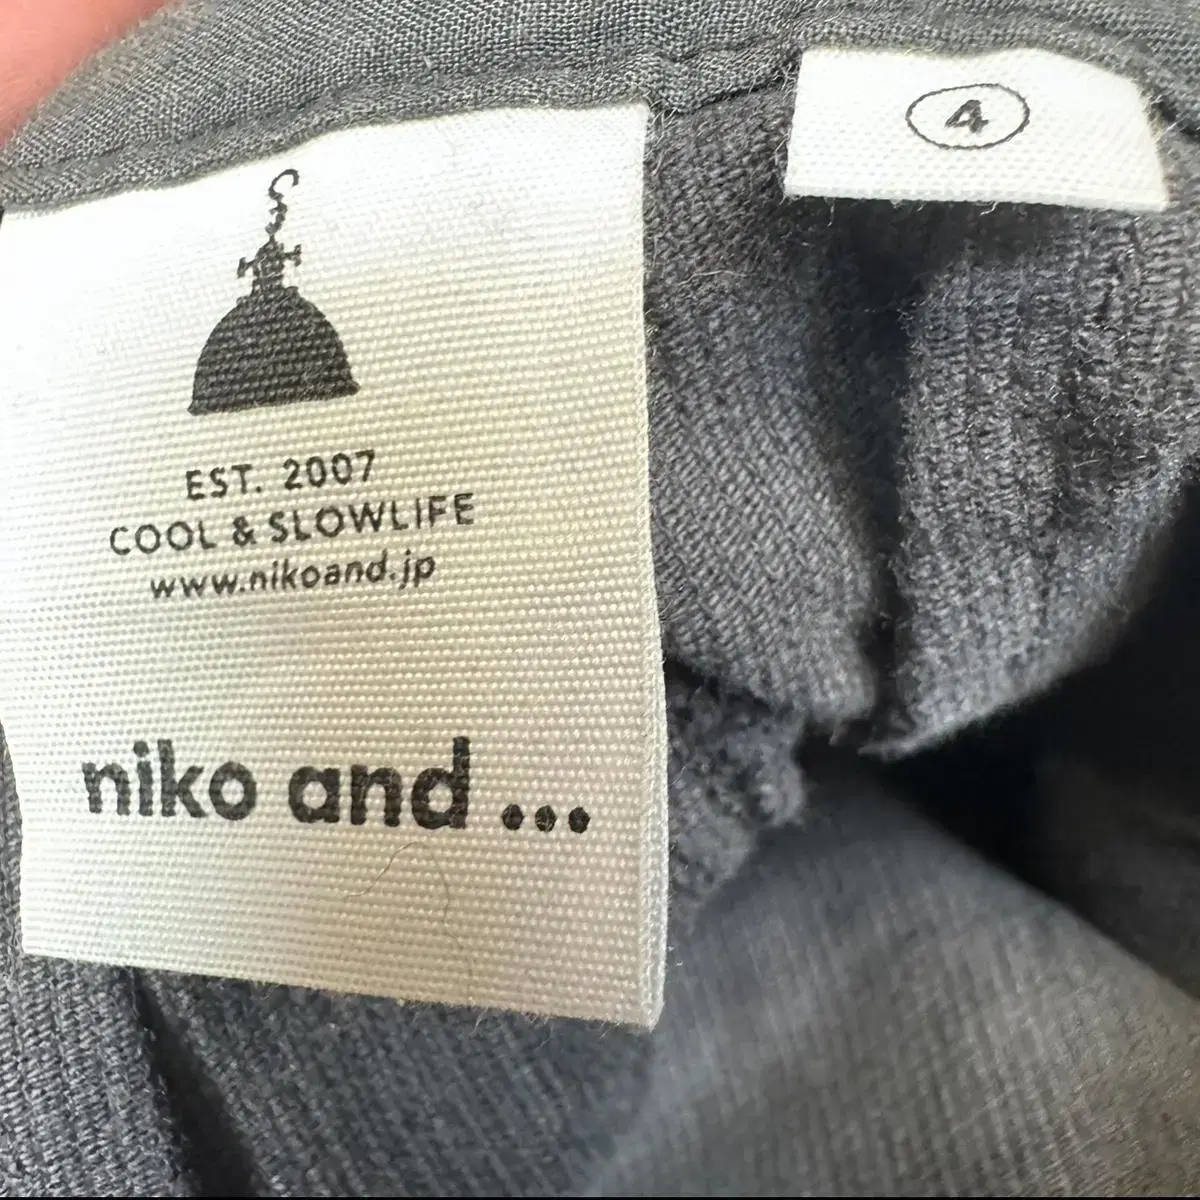 4
EST. 2007
COOL & SLOWLIFE
www.nikoand.jp
niko and ...